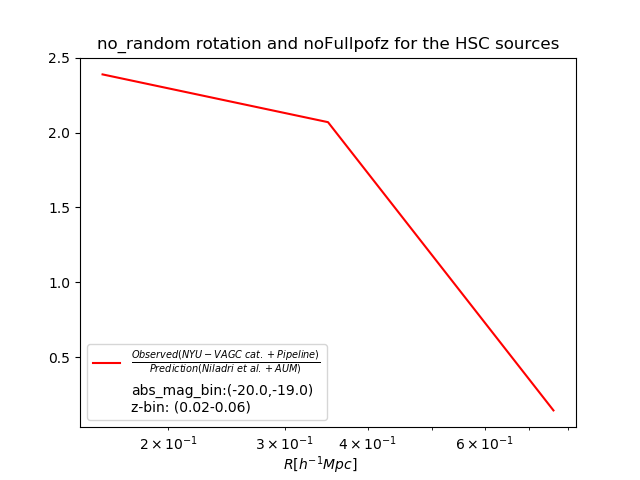 no_random rotation and noFullpofz for the HSC sources
2.5
2.0
1.5
1.0
0.5
Observed(NYU − VAGC cat. + Pipeline)
Prediction(Niladri et al. + AUM)
abs_mag_bin:(-20.0,-19.0)
z-bin: (0.02-0.06)
2 × 10⁻¹ 3 × 10⁻¹ 4 × 10⁻¹ 6 × 10⁻¹
R[h⁻¹Mpc]